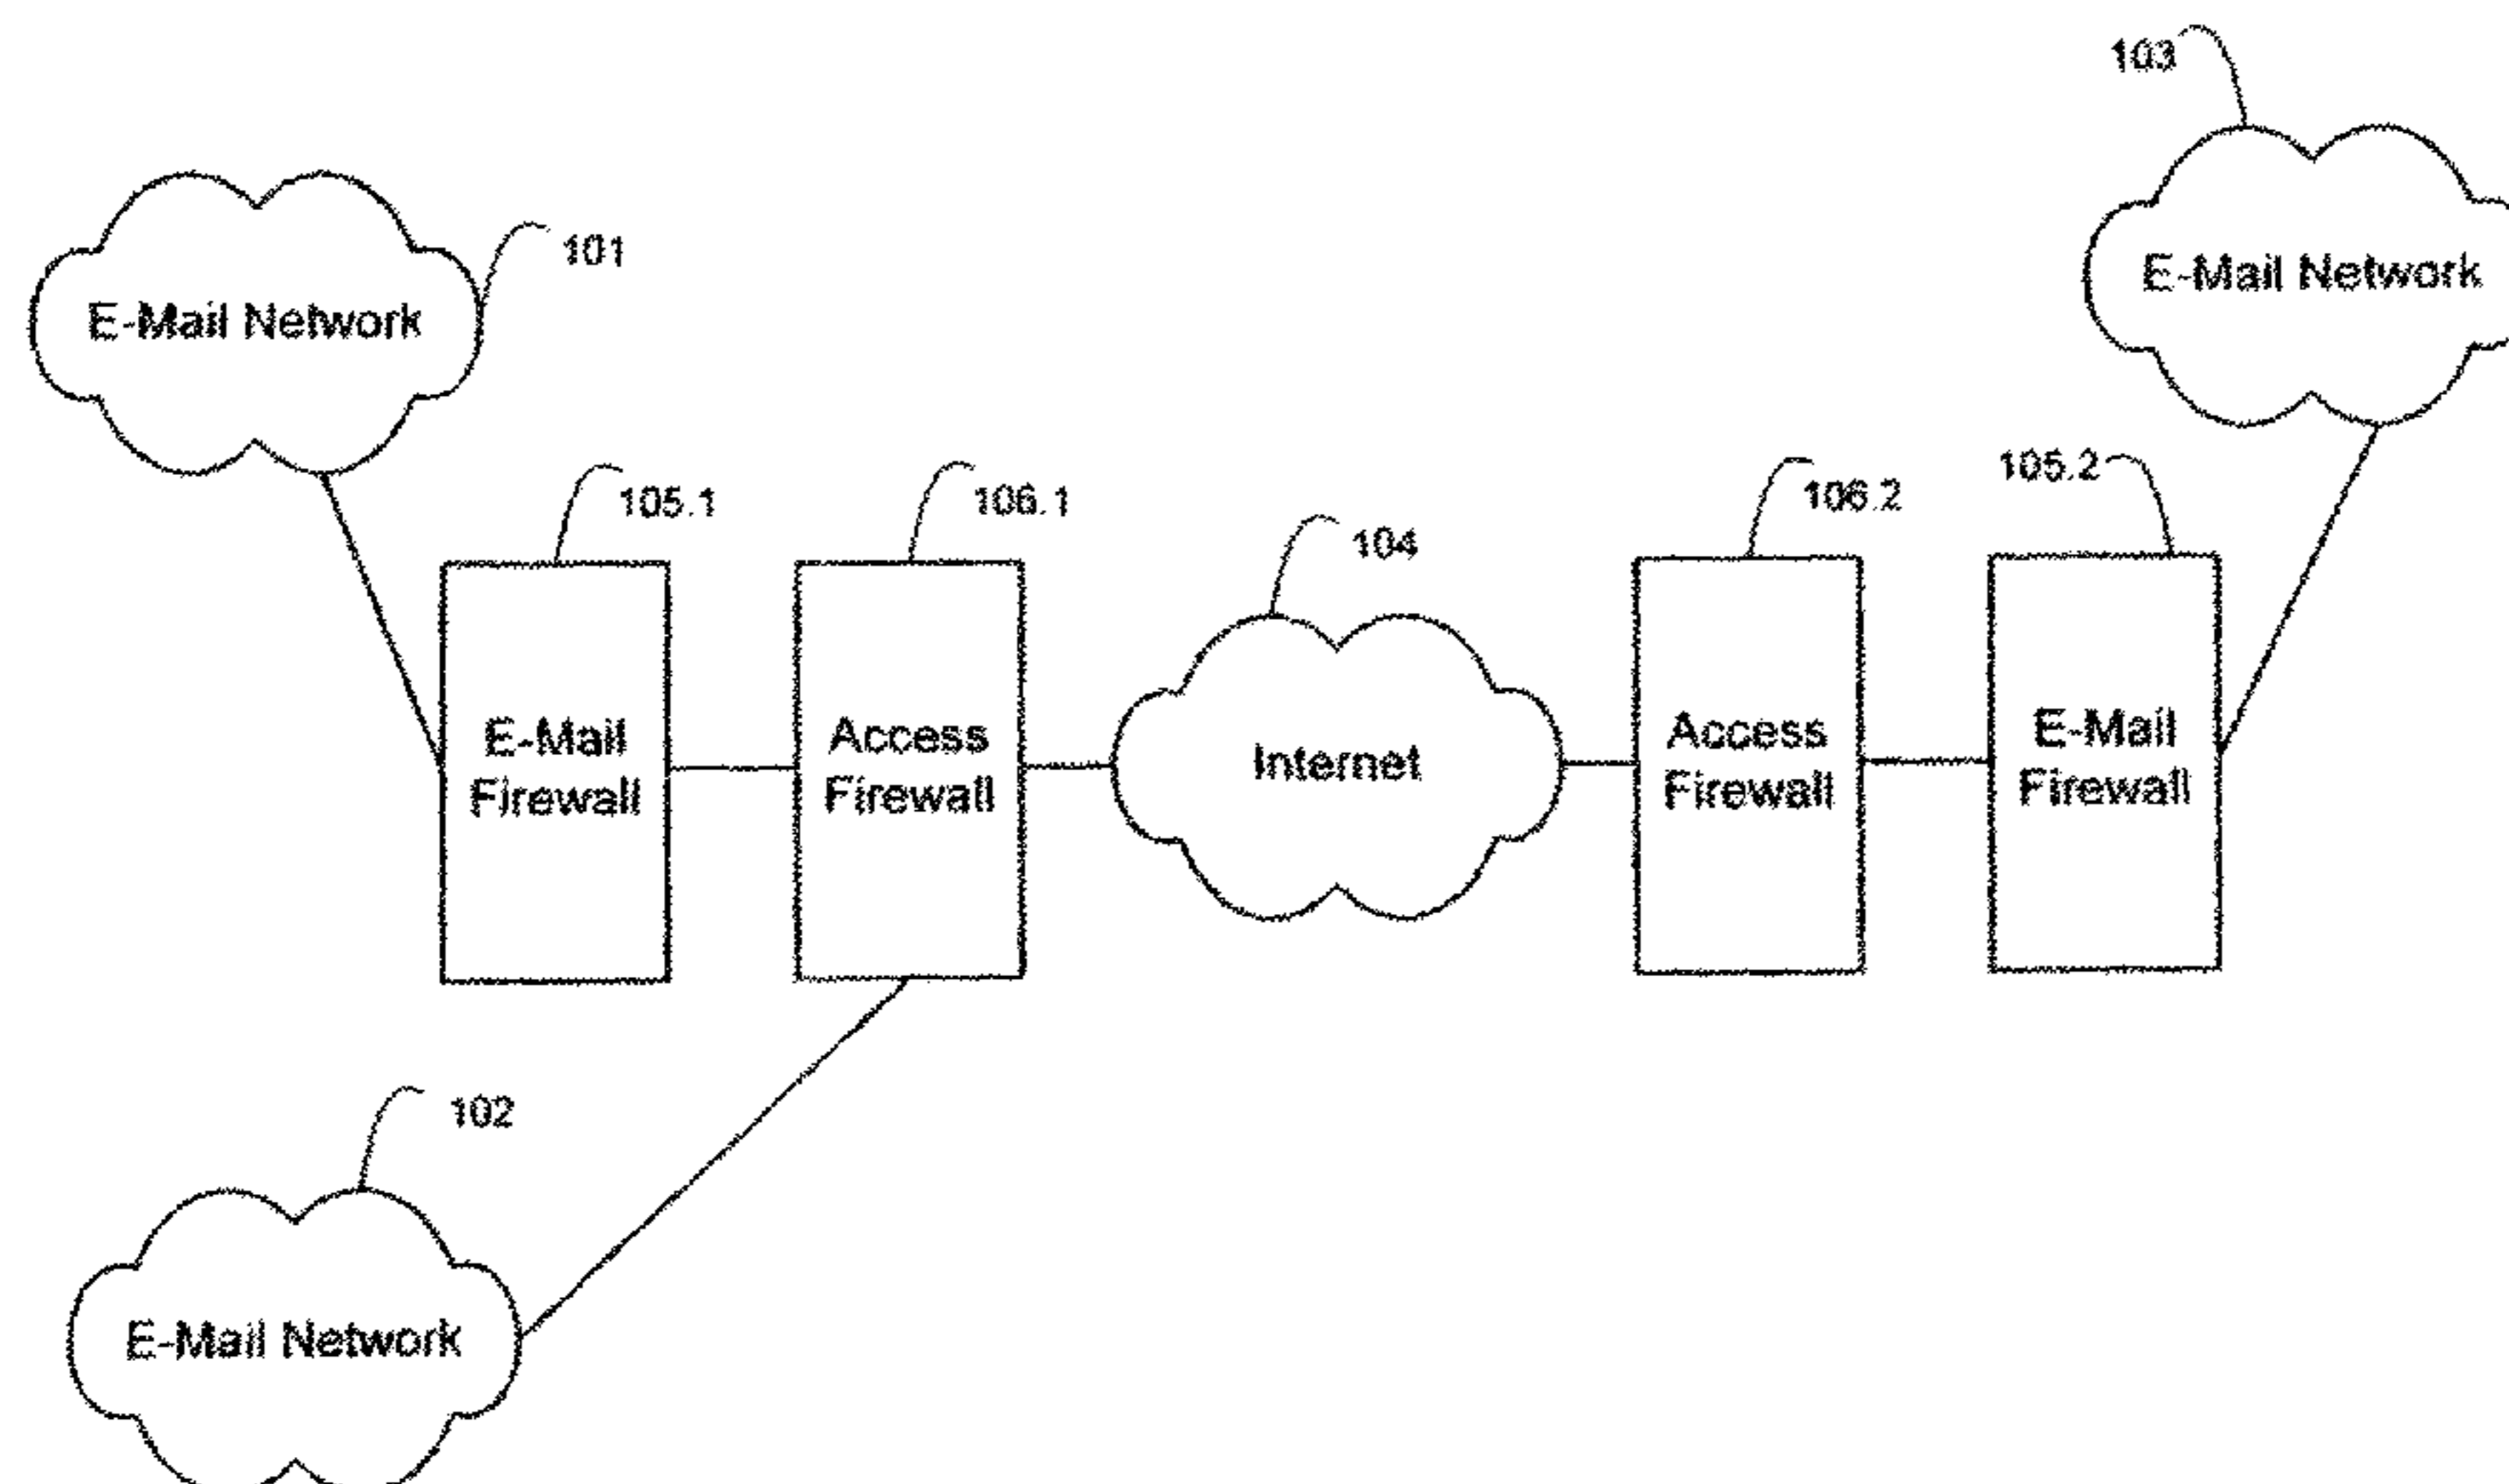 103
101
E-Mail Network
E-Mail Network
105.1
106.1
104
106.2
105.2
E-Mail
Firewall
Access
Firewall
Internet
Access
Firewall
E-Mail
Firewall
102
E-Mail Network